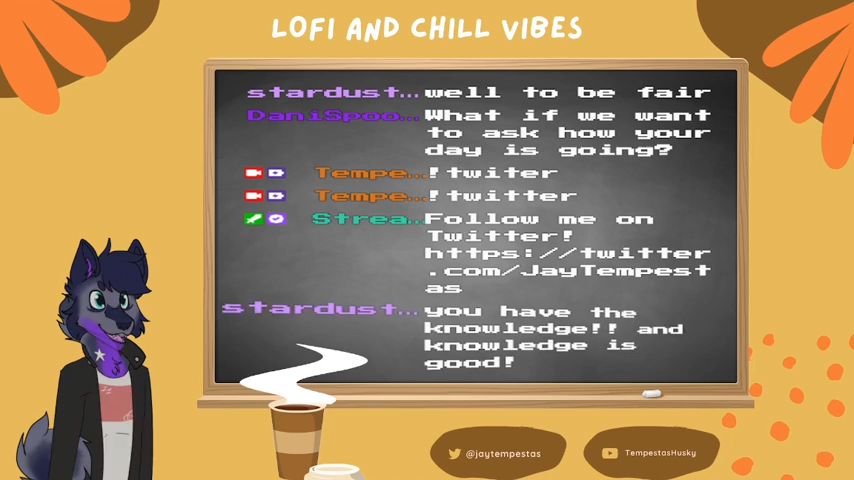 LOFI AND CHILL VIBES
stardust... well to be fair
DaniSpoo... What if we want
to ask how your
day is going?
Tempe... !twiter
Tempe... !twitter
Strea... Follow me on
Twitter!
https://twitter
.com/JayTempest
as
stardust... you have the
knowledge!! and
knowledge is
good!
@jaytempestas
TempestasHusky